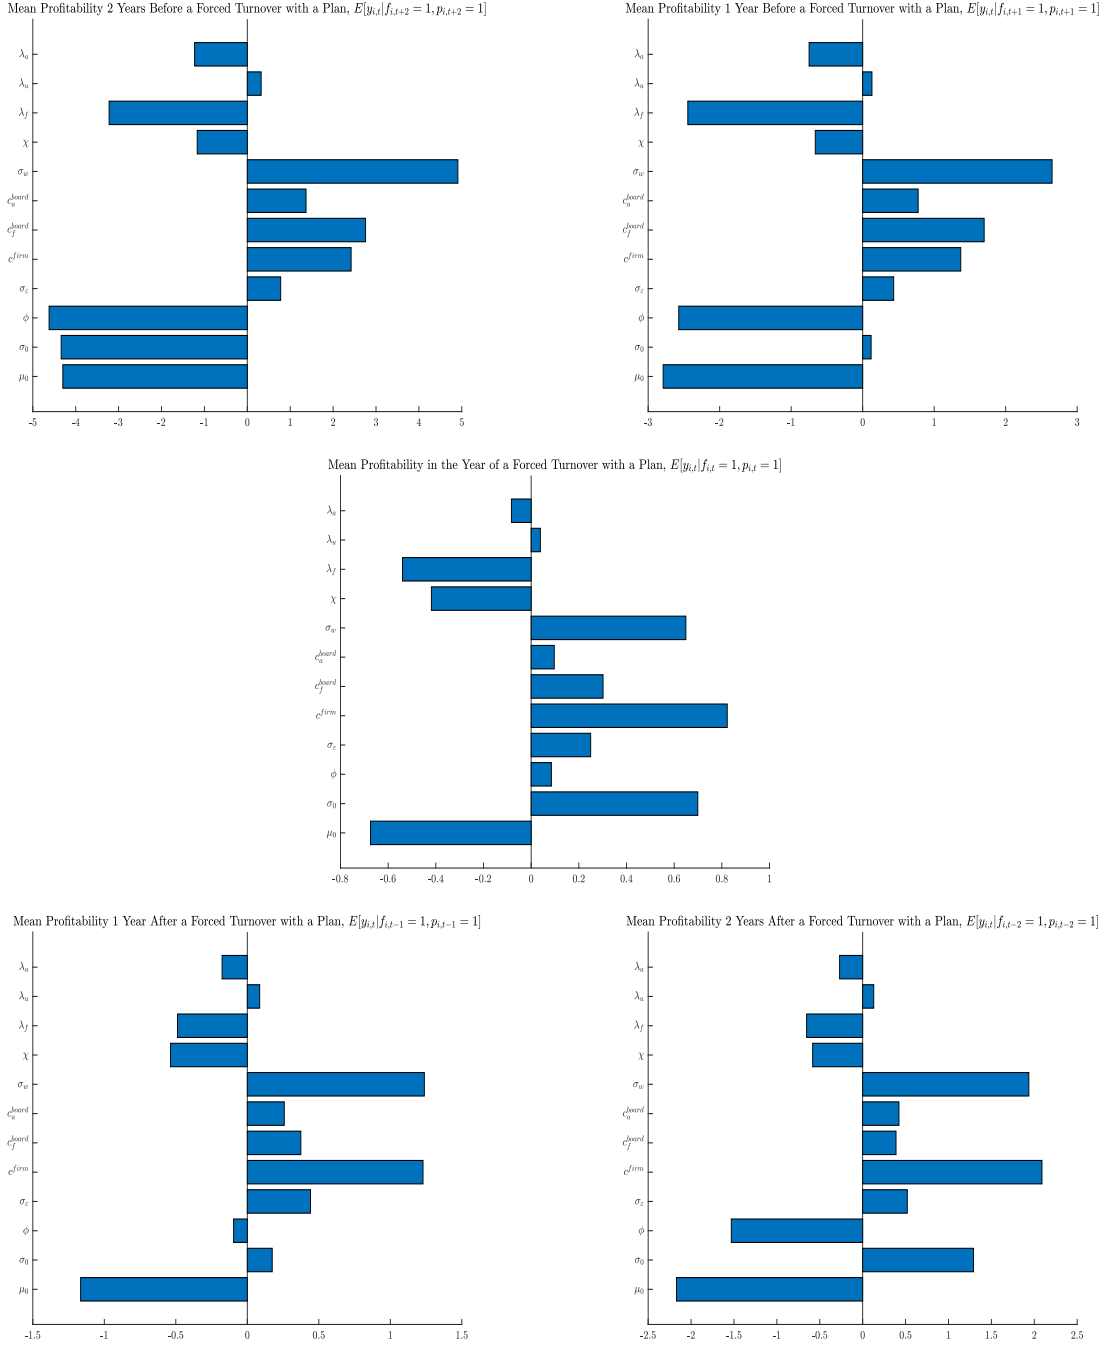 Mean Profitability 2 Years Before a Forced Turnover with a Plan, $E[y_{i,t}|f_{i,t+2} = 1, p_{i,t+2} = 1]$
λ_a
λ_u
λ_f
χ
σ_w
c_a^{board}
c_f^{board}
c^{firm}
σ_ε
ϕ
σ_0
μ_0
-5 -4 -3 -2 -1 0 1 2 3 4 5
Mean Profitability 1 Year Before a Forced Turnover with a Plan, $E[y_{i,t}|f_{i,t+1} = 1, p_{i,t+1} = 1]$
λ_a
λ_u
λ_f
χ
σ_w
c_a^{board}
c_f^{board}
c^{firm}
σ_ε
ϕ
σ_0
μ_0
-3 -2 -1 0 1 2 3
Mean Profitability in the Year of a Forced Turnover with a Plan, $E[y_{i,t}|f_{i,t} = 1, p_{i,t} = 1]$
λ_a
λ_u
λ_f
χ
σ_w
c_a^{board}
c_f^{board}
c^{firm}
σ_ε
ϕ
σ_0
μ_0
-0.8 -0.6 -0.4 -0.2 0 0.2 0.4 0.6 0.8 1
Mean Profitability 1 Year After a Forced Turnover with a Plan, $E[y_{i,t}|f_{i,t-1} = 1, p_{i,t-1} = 1]$
λ_a
λ_u
λ_f
χ
σ_w
c_a^{board}
c_f^{board}
c^{firm}
σ_ε
ϕ
σ_0
μ_0
-1.5 -1 -0.5 0 0.5 1 1.5
Mean Profitability 2 Years After a Forced Turnover with a Plan, $E[y_{i,t}|f_{i,t-2} = 1, p_{i,t-2} = 1]$
λ_a
λ_u
λ_f
χ
σ_w
c_a^{board}
c_f^{board}
c^{firm}
σ_ε
ϕ
σ_0
μ_0
-2.5 -2 -1.5 -1 -0.5 0 0.5 1 1.5 2 2.5